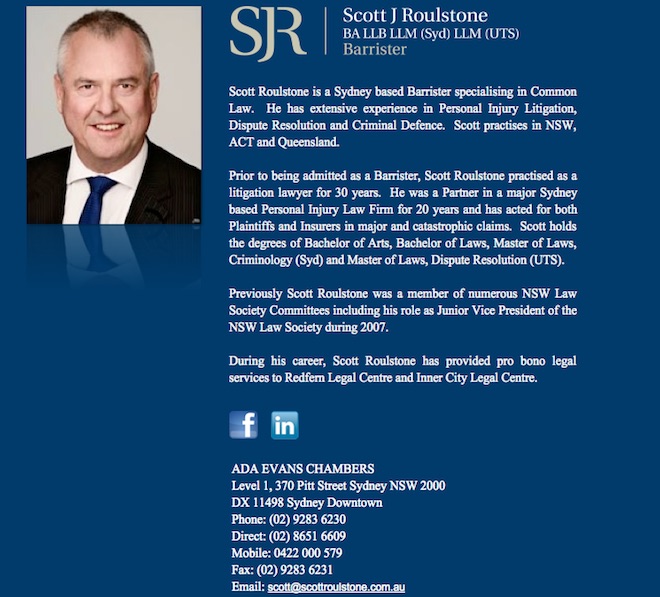 SJR
Scott J Roulstone
BA LLB LLM (Syd) LLM (UTS)
Barrister
Scott Roulstone is a Sydney based Barrister specialising in Common
Law. He has extensive experience in Personal Injury Litigation,
Dispute Resolution and Criminal Defence. Scott practises in NSW,
ACT and Queensland.
Prior to being admitted as a Barrister, Scott Roulstone practised as a
litigation lawyer for 30 years. He was a Partner in a major Sydney
based Personal Injury Law Firm for 20 years and has acted for both
Plaintiffs and Insurers in major and catastrophic claims. Scott holds
the degrees of Bachelor of Arts, Bachelor of Laws, Master of Laws,
Criminology (Syd) and Master of Laws, Dispute Resolution (UTS).
Previously Scott Roulstone was a member of numerous NSW Law
Society Committees including his role as Junior Vice President of the
NSW Law Society during 2007.
During his career, Scott Roulstone has provided pro bono legal
services to Redfern Legal Centre and Inner City Legal Centre.
f in
ADA EVANS CHAMBERS
Level 1, 370 Pitt Street Sydney NSW 2000
DX 11498 Sydney Downtown
Phone: (02) 9283 6230
Direct: (02) 8651 6609
Mobile: 0422 000 579
Fax: (02) 9283 6231
Email: scott@scottroulstone.com.au